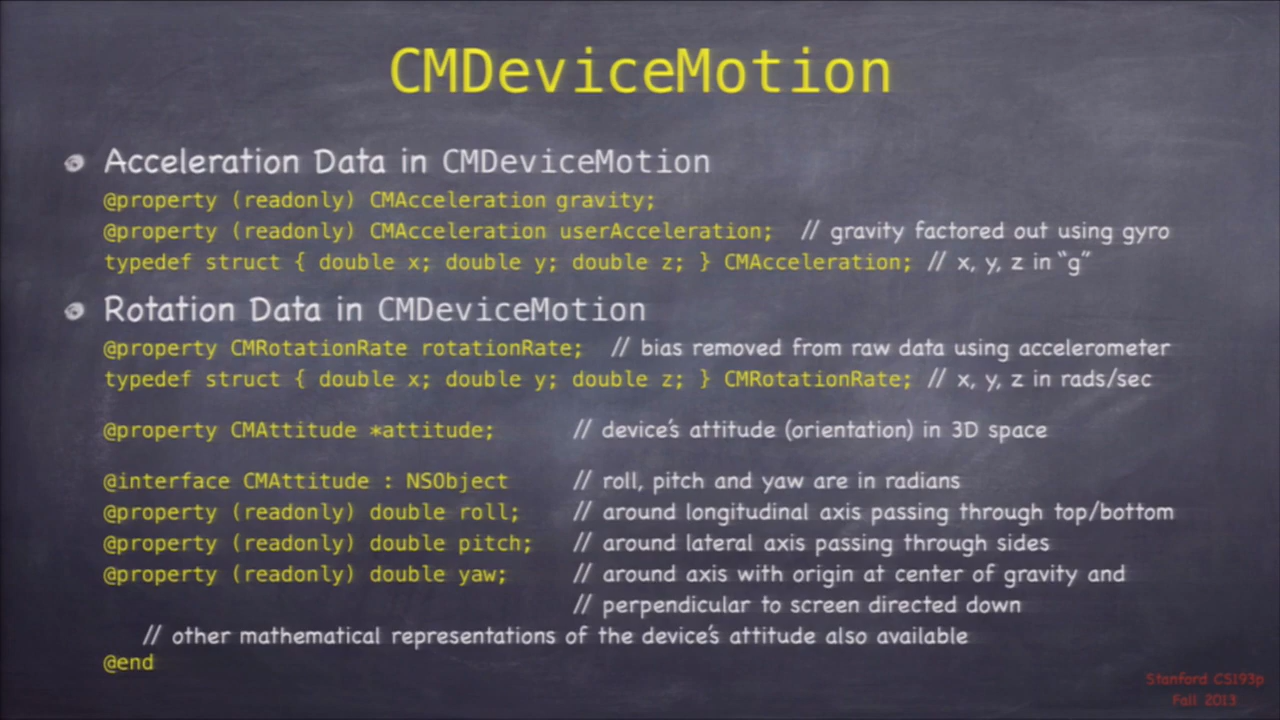 CMDeviceMotion
Acceleration Data in CMDeviceMotion
@property (readonly) CMAcceleration gravity;
@property (readonly) CMAcceleration userAcceleration; // gravity factored out using gyro
typedef struct { double x; double y; double z; } CMAcceleration; // x, y, z in “g”
Rotation Data in CMDeviceMotion
@property CMRotationRate rotationRate; // bias removed from raw data using accelerometer
typedef struct { double x; double y; double z; } CMRotationRate; // x, y, z in rads/sec
@property CMAttitude *attitude; // device’s attitude (orientation) in 3D space
@interface CMAttitude : NSObject // roll, pitch and yaw are in radians
@property (readonly) double roll; // around longitudinal axis passing through top/bottom
@property (readonly) double pitch; // around lateral axis passing through sides
@property (readonly) double yaw; // around axis with origin at center of gravity and
// perpendicular to screen directed down
// other mathematical representations of the device’s attitude also available
@end
Stanford CS193p
Fall 2013